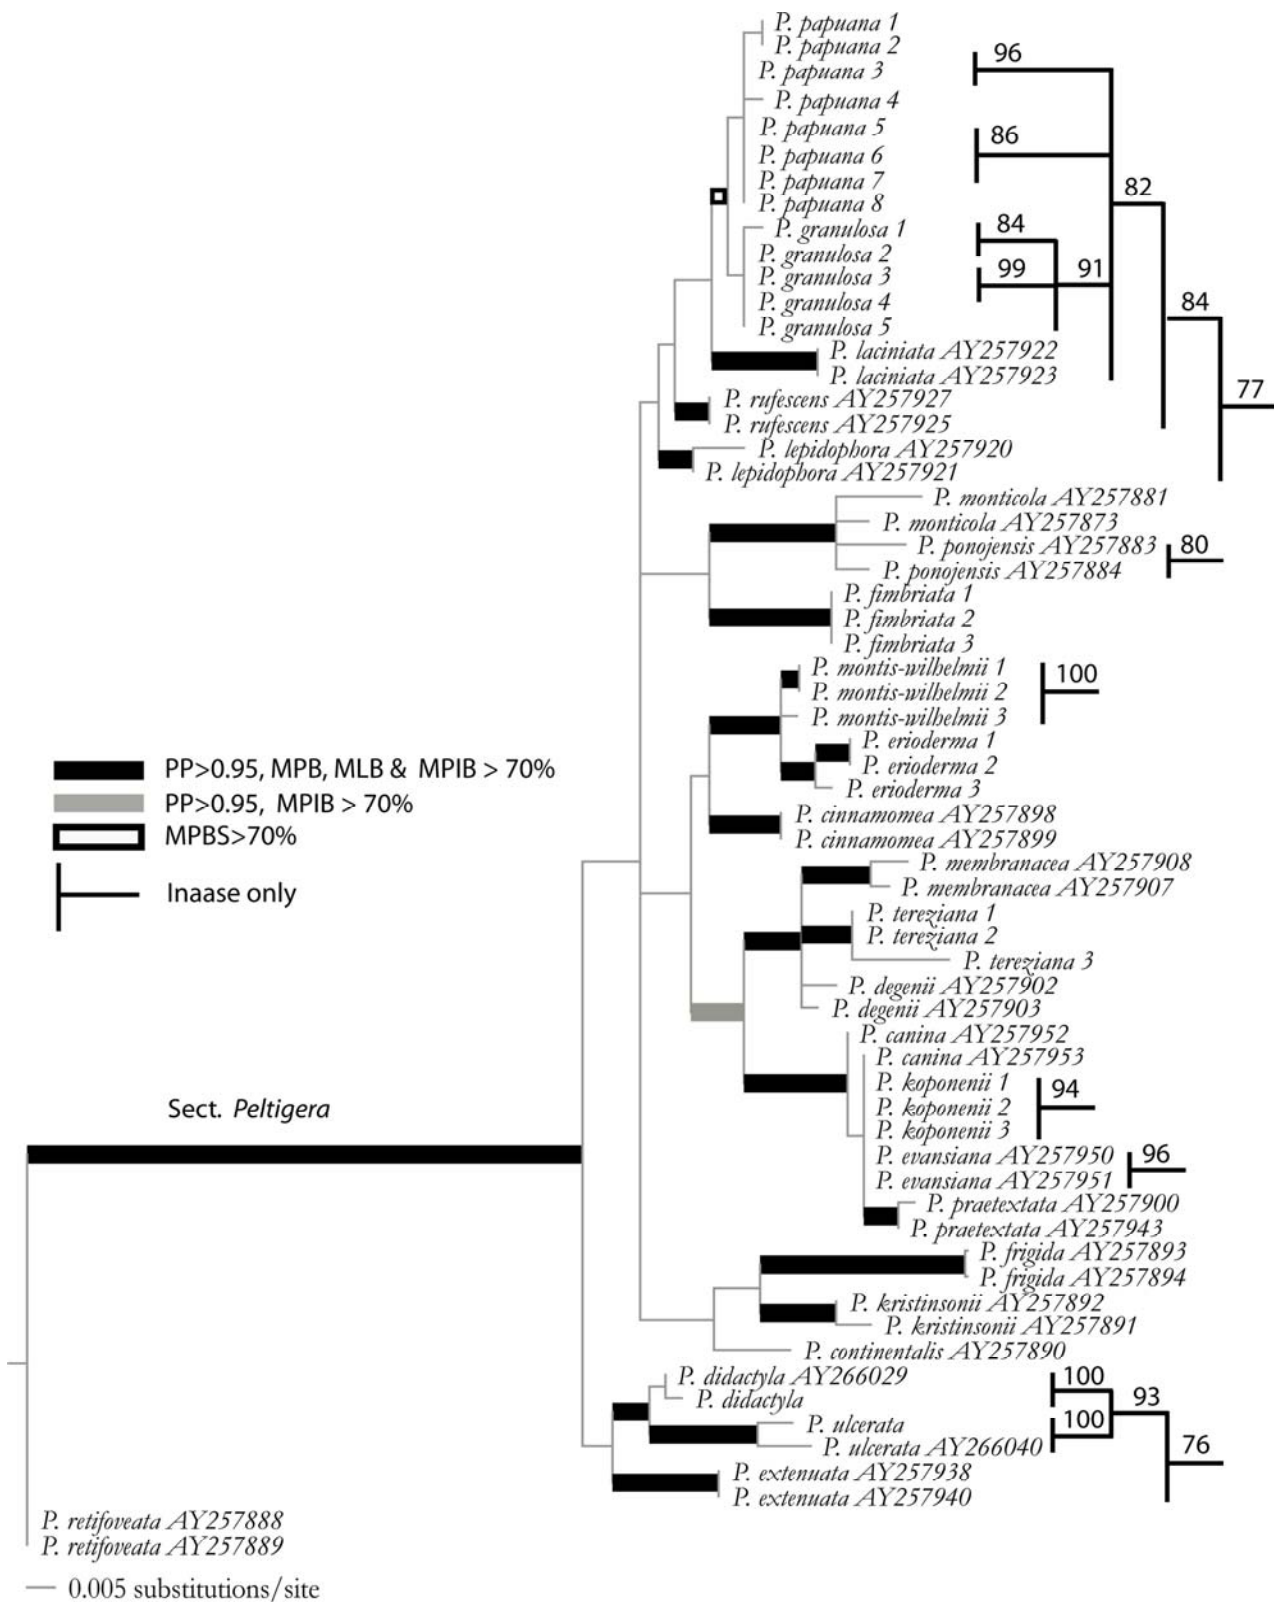 P. papuana 1
P. papuana 2
P. papuana 3
96
P. papuana 4
P. papuana 5
P. papuana 6
86
P. papuana 7
82
P. papuana 8
P. granulosa 1
84
P. granulosa 2
P. granulosa 3
99
91
P. granulosa 4
84
P. granulosa 5
P. laciniata AY257922
P. laciniata AY257923
77
P. rufescens AY257927
P. rufescens AY257925
P. lepidophora AY257920
P. lepidophora AY257921
P. monticola AY257881
P. monticola AY257873
P. ponojensis AY257883
80
P. ponojensis AY257884
P. fimbriata 1
P. fimbriata 2
P. fimbriata 3
P. montis-wilhelmii 1
100
P. montis-wilhelmii 2
P. montis-wilhelmii 3
P. erioderma 1
P. erioderma 2
P. erioderma 3
PP>0.95, MPB, MLB & MPIB > 70%
PP>0.95, MPIB > 70%
MPBS>70%
Inaase only
P. cinnamomea AY257898
P. cinnamomea AY257899
P. membranacea AY257908
P. membranacea AY257907
P. tereziana 1
P. tereziana 2
P. tereziana 3
P. degenii AY257902
P. degenii AY257903
P. canina AY257952
P. canina AY257953
P. koponenii 1
94
P. koponenii 2
P. koponenii 3
Sect. Peltigera
P. evansiana AY257950
96
P. evansiana AY257951
P. praetextata AY257900
P. praetextata AY257943
P. frigida AY257893
P. frigida AY257894
P. kristinsonii AY257892
P. kristinsonii AY257891
P. continentalis AY257890
P. didactyla AY266029
100
P. didactyla
93
P. ulcerata
100
P. ulcerata AY266040
76
P. extenuata AY257938
P. extenuata AY257940
P. retifoveata AY257888
P. retifoveata AY257889
0.005 substitutions/site